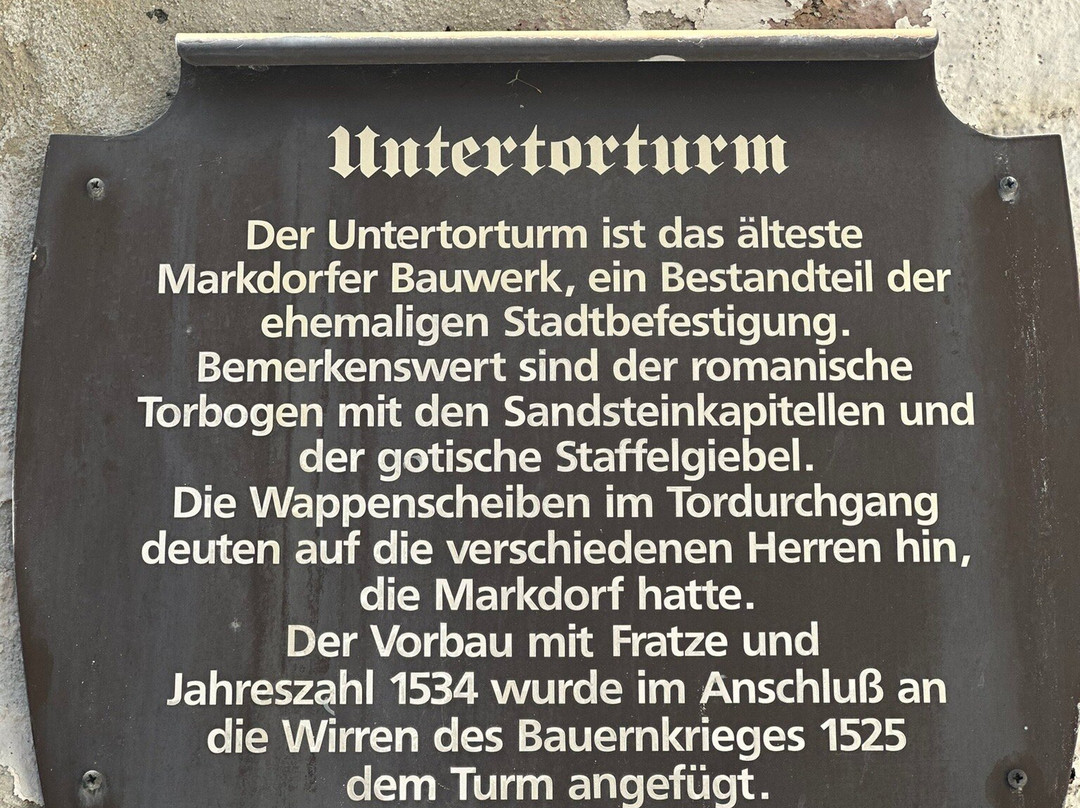 Untertorturm
Der Untertorturm ist das älteste
Markdorfer Bauwerk, ein Bestandteil der
ehemaligen Stadtbefestigung.
Bemerkenswert sind der romanische
Torbogen mit den Sandsteinkapitellen und
der gotische Staffelgiebel.
Die Wappenscheiben im Tordurchgang
deuten auf die verschiedenen Herren hin,
die Markdorf hatte.
Der Vorbau mit Fratze und
Jahreszahl 1534 wurde im Anschluß an
die Wirren des Bauernkrieges 1525
dem Turm angefügt.